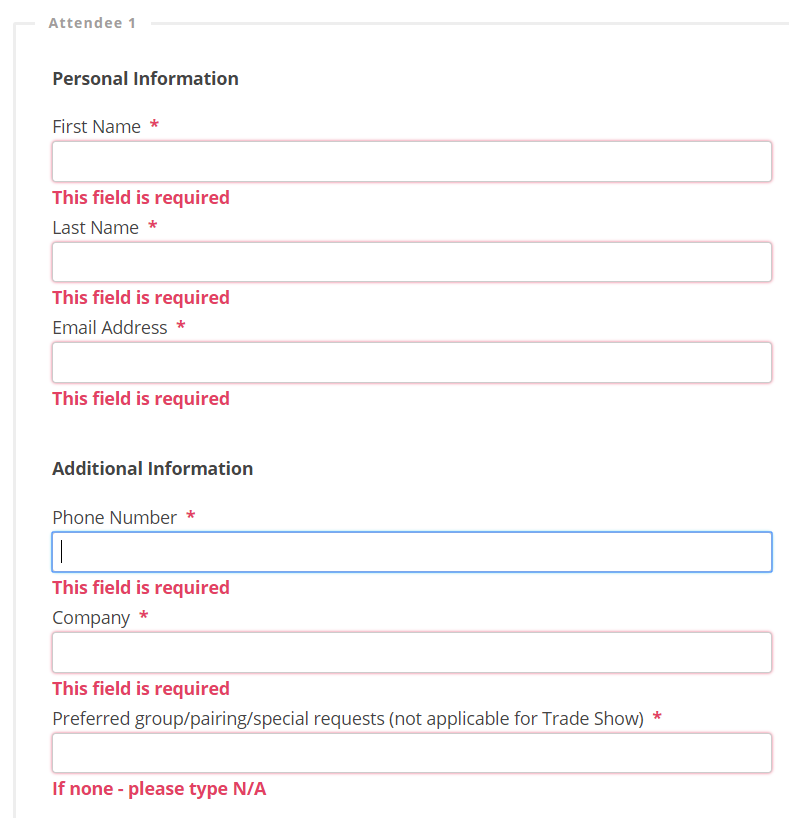 Attendee 1
Personal Information
First Name *
This field is required
Last Name *
This field is required
Email Address *
This field is required
Additional Information
Phone Number *
This field is required
Company *
This field is required
Preferred group/pairing/special requests (not applicable for Trade Show) *
If none - please type N/A